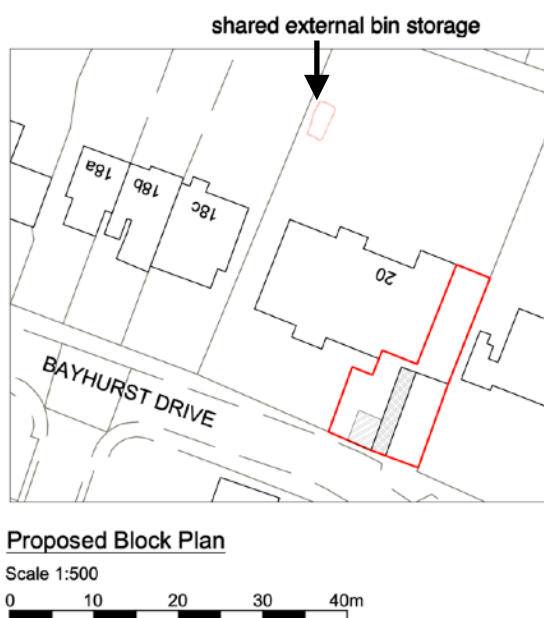 shared external bin storage
18a
18b
18c
20
BAYHURST DRIVE
Proposed Block Plan
Scale 1:500
0 10 20 30 40m